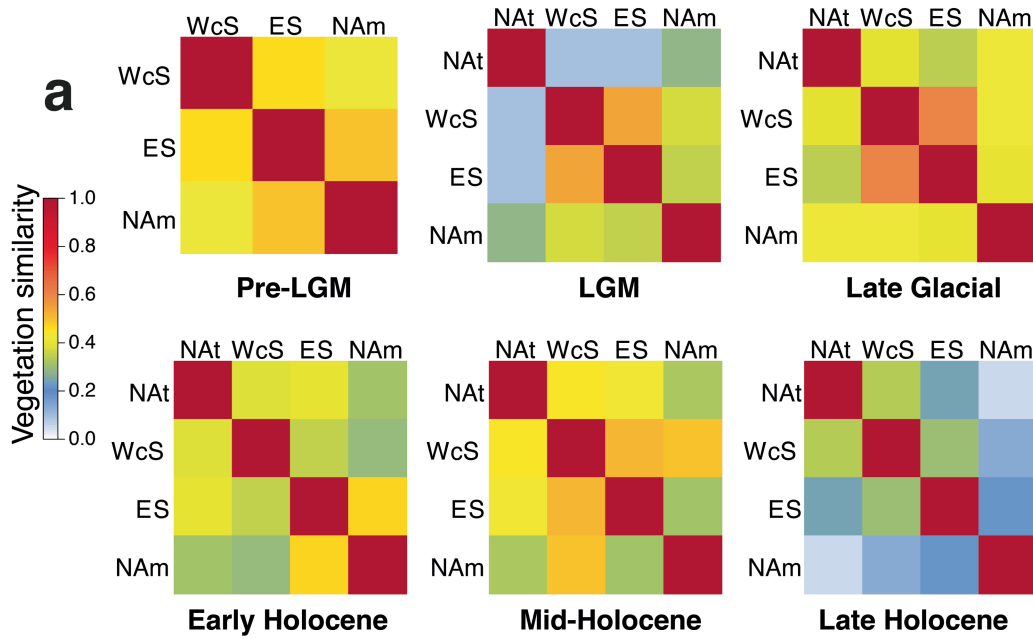 a
Vegetation similarity
1.0
0.8
0.6
0.4
0.2
0.0
WcS ES NAm
WcS
ES
NAm
Pre-LGM
NAt WcS ES NAm
NAt
WcS
ES
NAm
LGM
NAt WcS ES NAm
NAt
WcS
ES
NAm
Late Glacial
NAt WcS ES NAm
NAt
WcS
ES
NAm
Early Holocene
NAt WcS ES NAm
NAt
WcS
ES
NAm
Mid-Holocene
NAt WcS ES NAm
NAt
WcS
ES
NAm
Late Holocene